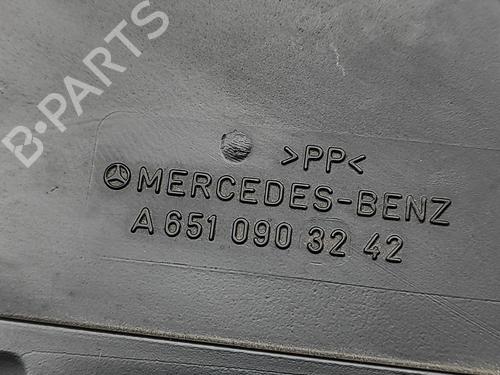 B-PARTS
>PP<
MERCEDES-BENZ
A 651 090 32 42